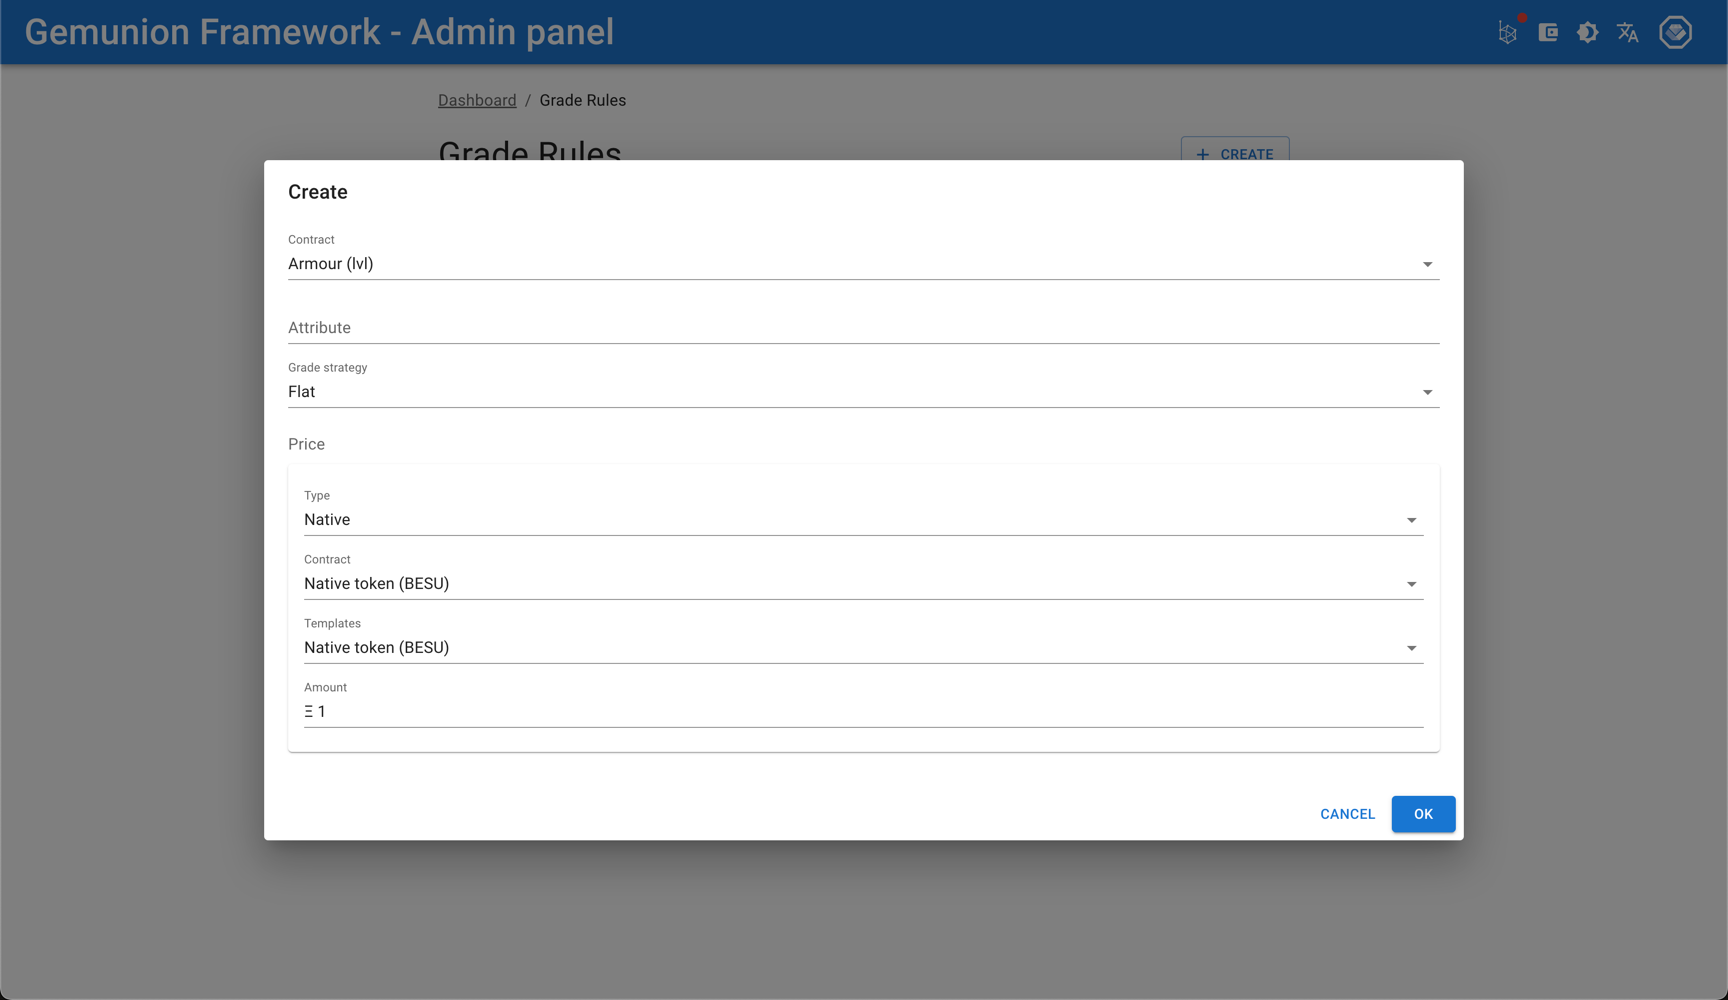 Gemunion Framework - Admin panel
Dashboard / Grade Rules
Grade Rules
+ CREATE
Create
Contract
Armour (lvl)
Attribute
Grade strategy
Flat
Price
Type
Native
Contract
Native token (BESU)
Templates
Native token (BESU)
Amount
Ξ 1
CANCEL
OK